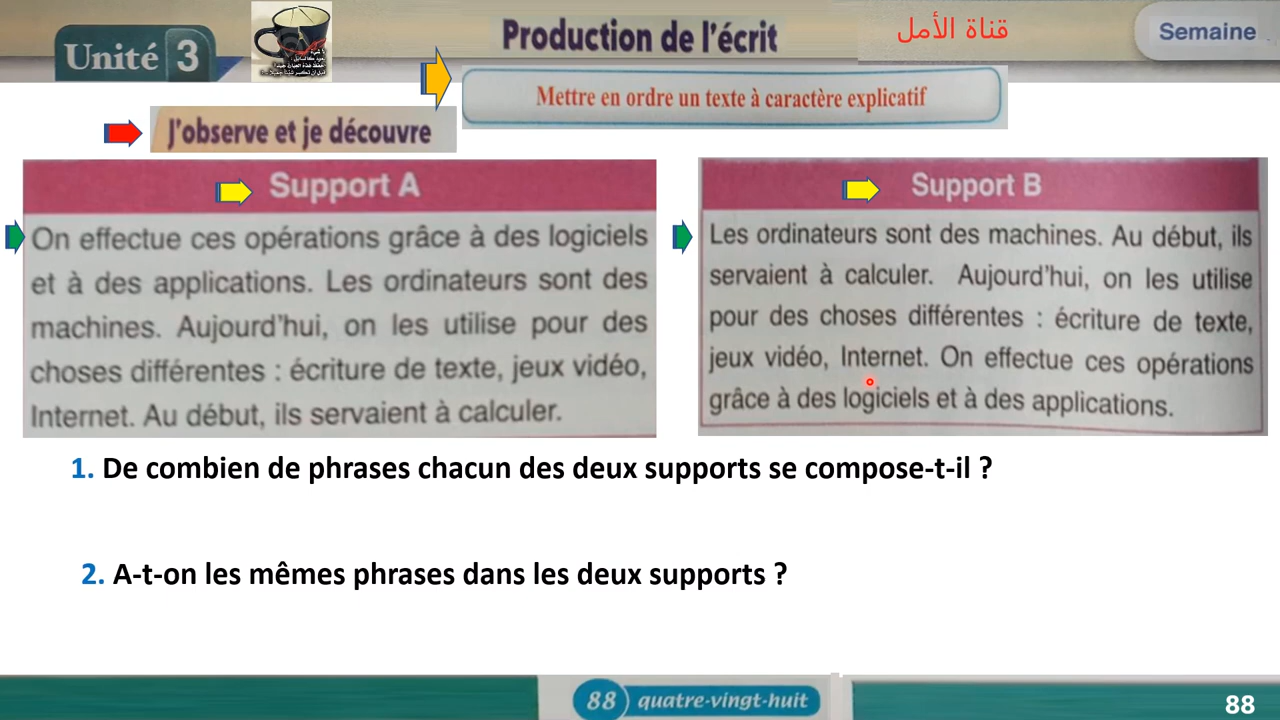 Unité 3
Production de l'écrit
قناة الأمل
Semaine
Mettre en ordre un texte à caractère explicatif
J'observe et je découvre
Support A
On effectue ces opérations grâce à des logiciels
et à des applications. Les ordinateurs sont des
machines. Aujourd'hui, on les utilise pour des
choses différentes : écriture de texte, jeux vidéo,
Internet. Au début, ils servaient à calculer.
Support B
Les ordinateurs sont des machines. Au début, ils
servaient à calculer. Aujourd'hui, on les utilise
pour des choses différentes : écriture de texte,
jeux vidéo, Internet. On effectue ces opérations
grâce à des logiciels et à des applications.
1. De combien de phrases chacun des deux supports se compose-t-il ?
2. A-t-on les mêmes phrases dans les deux supports ?
88 quatre-vingt-huit
88